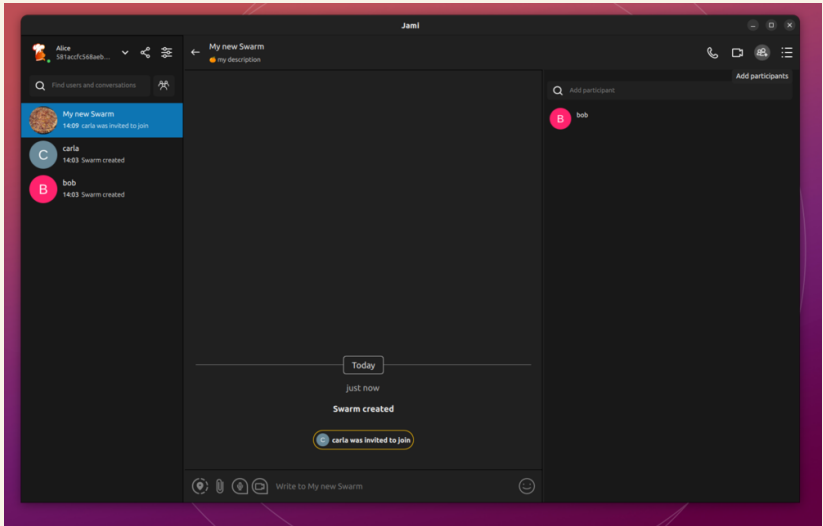 Jami
Alice
581accfc568aeb...
My new Swarm
🍊 my description
Add participants
Find users and conversations
Add participant
My new Swarm
14:09 carla was invited to join
C
carla
14:03 Swarm created
B
bob
14:03 Swarm created
B
bob
Today
just now
Swarm created
C carla was invited to join
Write to My new Swarm